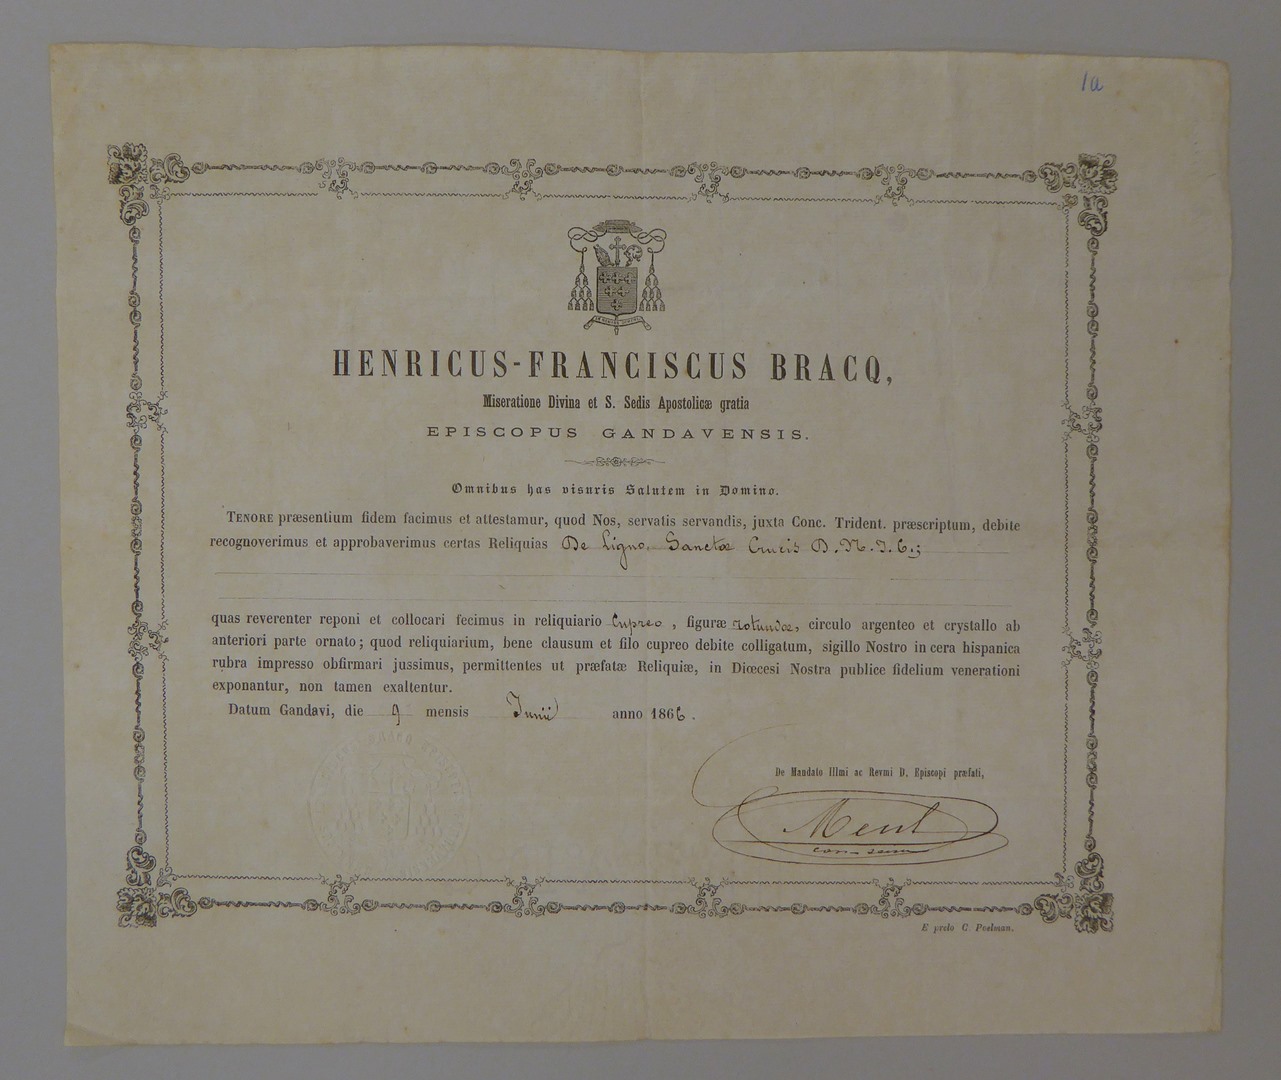 1a
HENRICUS-FRANCISCUS BRACQ,
Miseratione Divina et S. Sedis Apostolicæ gratia
EPISCOPUS GANDAVENSIS.
Omnibus has visuris Salutem in Domino.
TENORE præsentium fidem facimus et attestamur, quod Nos, servatis servandis, juxta Conc. Trident. præscriptum, debite
recognoverimus et approbaverimus certas Reliquias De Ligno Sanctæ Crucis D.N.J.C.;
quas reverenter reponi et collocari fecimus in reliquiario Cupreo, figuræ rotundæ, circulo argenteo et crystallo ab
anteriori parte ornato; quod reliquiarium, bene clausum et filo cupreo debite colligatum, sigillo Nostro in cera hispanica
rubra impresso obfirmari jussimus, permittentes ut præfatæ Reliquiæ, in Diœcesi Nostra publice fidelium venerationi
exponantur, non tamen exaltentur.
Datum Gandavi, die 9 mensis Junii anno 1866.
De Mandato Illmi ac Revmi D. Episcopi præfati,
E prelo C Poelman.